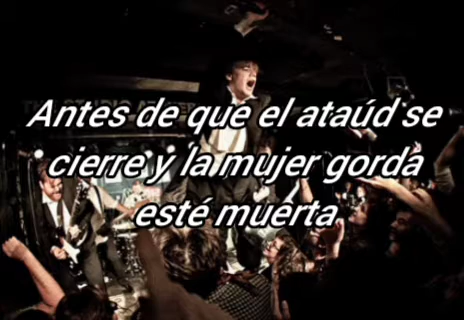 Antes de que el ataúd se
cierre y la mujer gorda
esté muerta